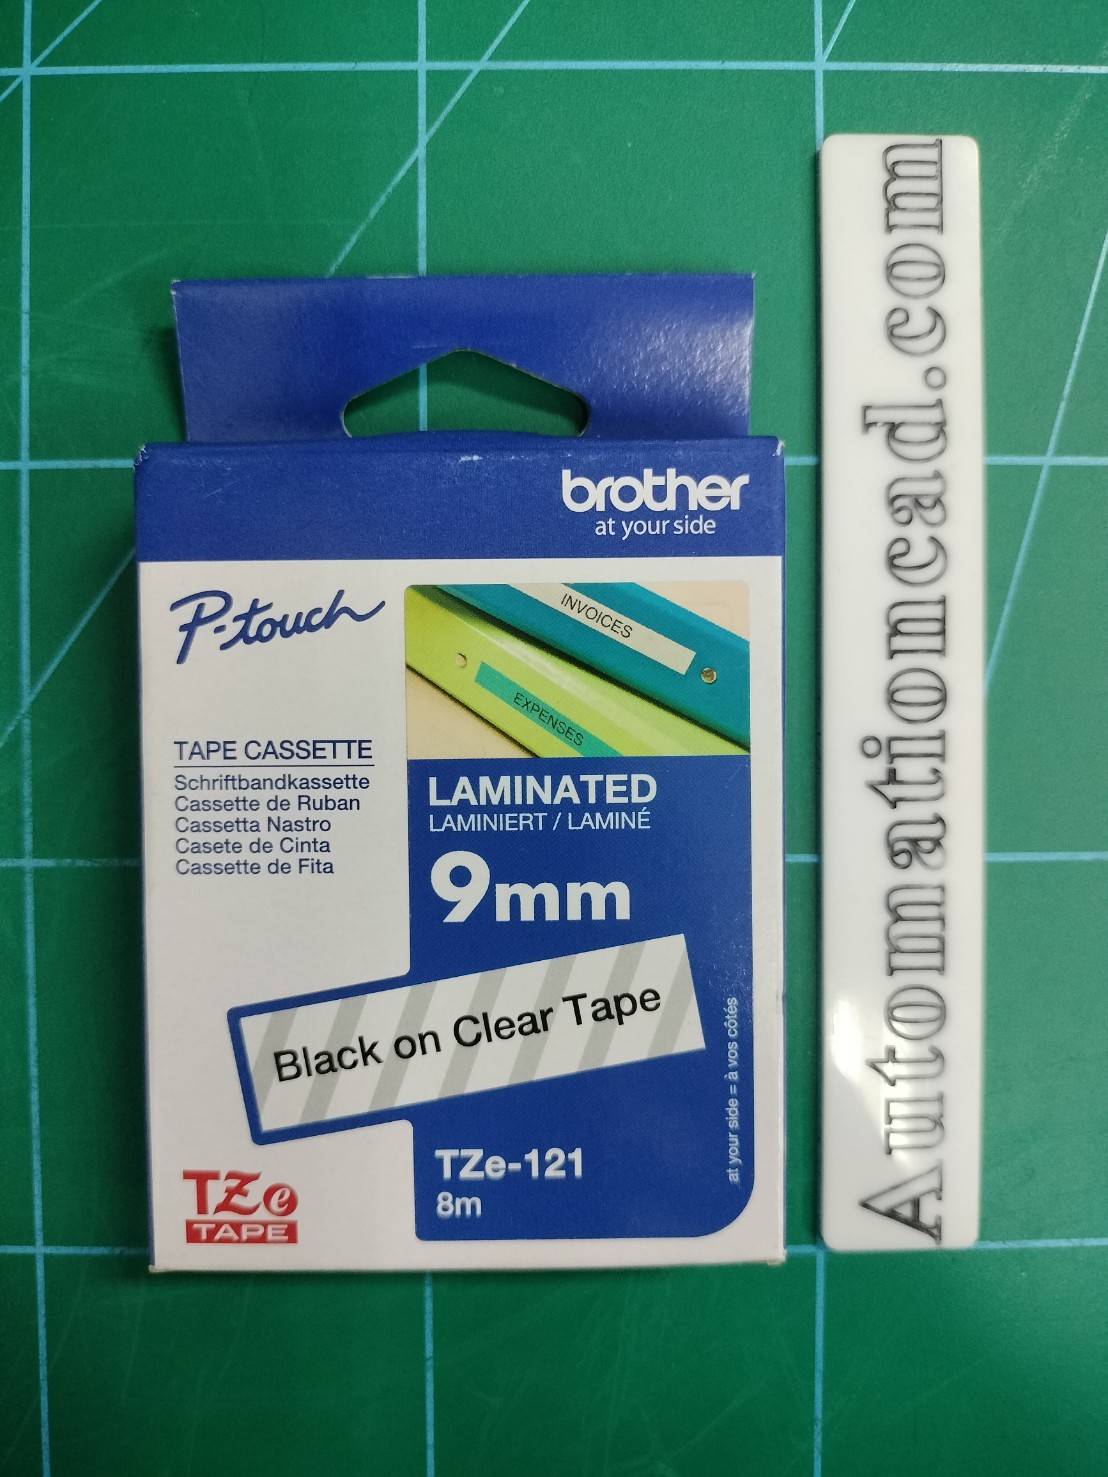 brother
at your side
P-touch
INVOICES
EXPENSES
TAPE CASSETTE
Schriftbandkassette
Cassette de Ruban
Cassetta Nastro
Casete de Cinta
Cassette de Fita
LAMINATED
LAMINIERT / LAMINÉ
9mm
Black on Clear Tape
at your side = à vos côtés
TZe-121
8m
TZe
TAPE
Automationcad.com